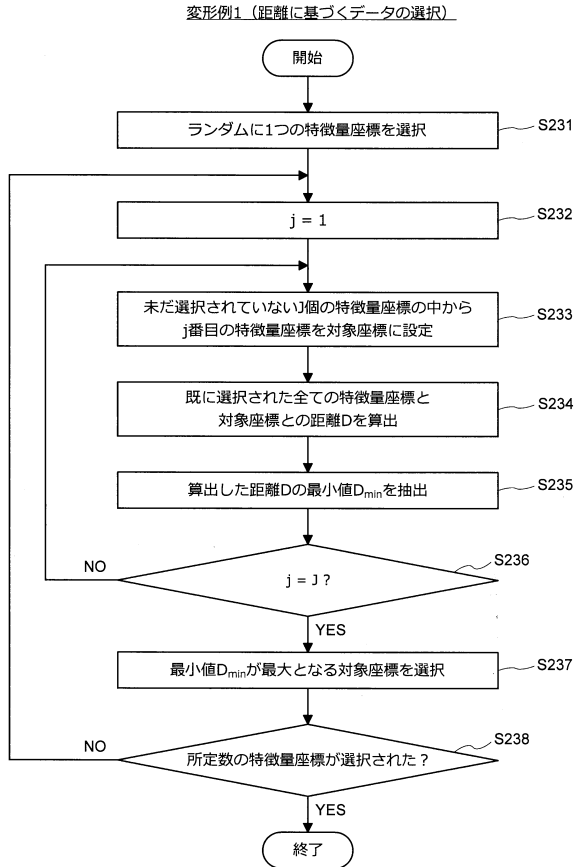 変形例1（距離に基づくデータの選択）
開始
ランダムに1つの特徴量座標を選択
S231
j = 1
S232
未だ選択されていないJ個の特徴量座標の中から
j番目の特徴量座標を対象座標に設定
S233
既に選択された全ての特徴量座標と
対象座標との距離Dを算出
S234
算出した距離Dの最小値Dminを抽出
S235
j = J ?
S236
NO
YES
最小値Dminが最大となる対象座標を選択
S237
所定数の特徴量座標が選択された？
S238
NO
YES
終了